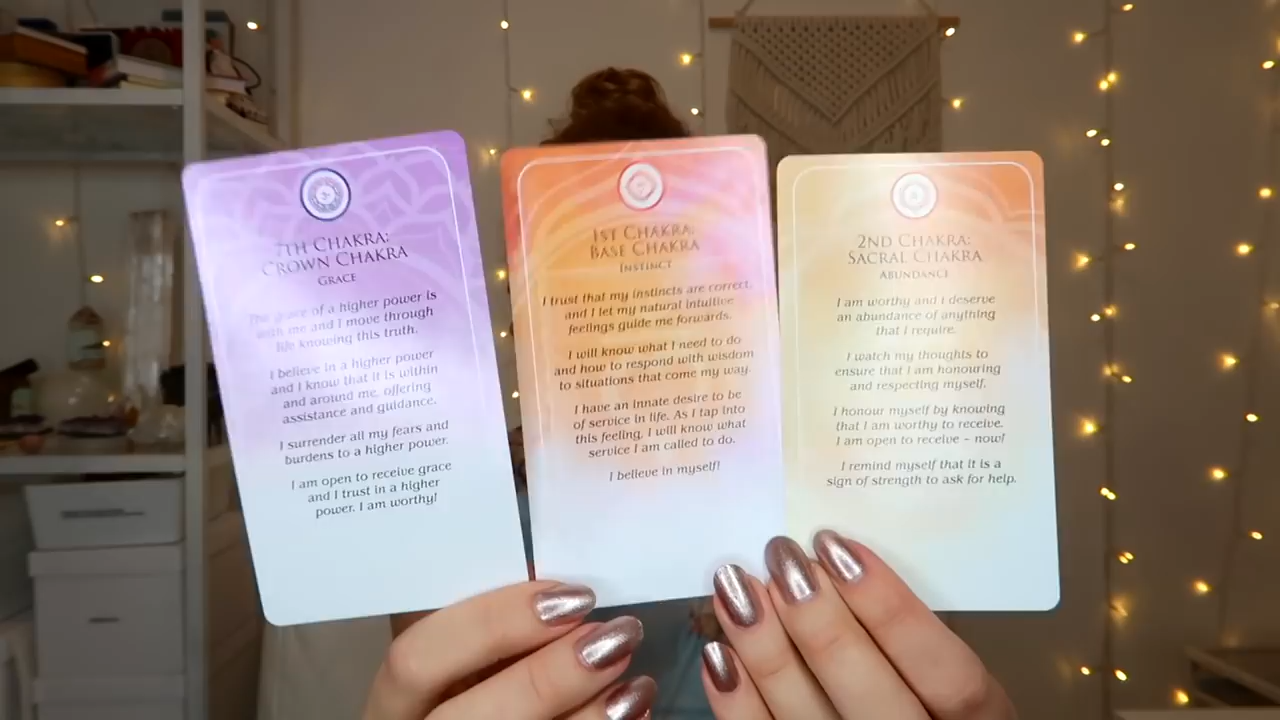 7TH CHAKRA:
CROWN CHAKRA
GRACE
The grace of a higher power is
with me and I move through
life knowing this truth.
I believe in a higher power
and I know that it is within
and around me, offering
assistance and guidance.
I surrender all my fears and
burdens to a higher power.
I am open to receive grace
and I trust in a higher
power. I am worthy!
1ST CHAKRA:
BASE CHAKRA
INSTINCT
I trust that my instincts are correct,
and I let my natural intuitive
feelings guide me forwards.
I will know what I need to do
and how to respond with wisdom
to situations that come my way.
I have an innate desire to be
of service in life. As I tap into
this feeling, I will know what
service I am called to do.
I believe in myself!
2ND CHAKRA:
SACRAL CHAKRA
ABUNDANCE
I am worthy and I deserve
an abundance of anything
that I require.
I watch my thoughts to
ensure that I am honouring
and respecting myself.
I honour myself by knowing
that I am worthy to receive.
I am open to receive – now!
I remind myself that it is a
sign of strength to ask for help.